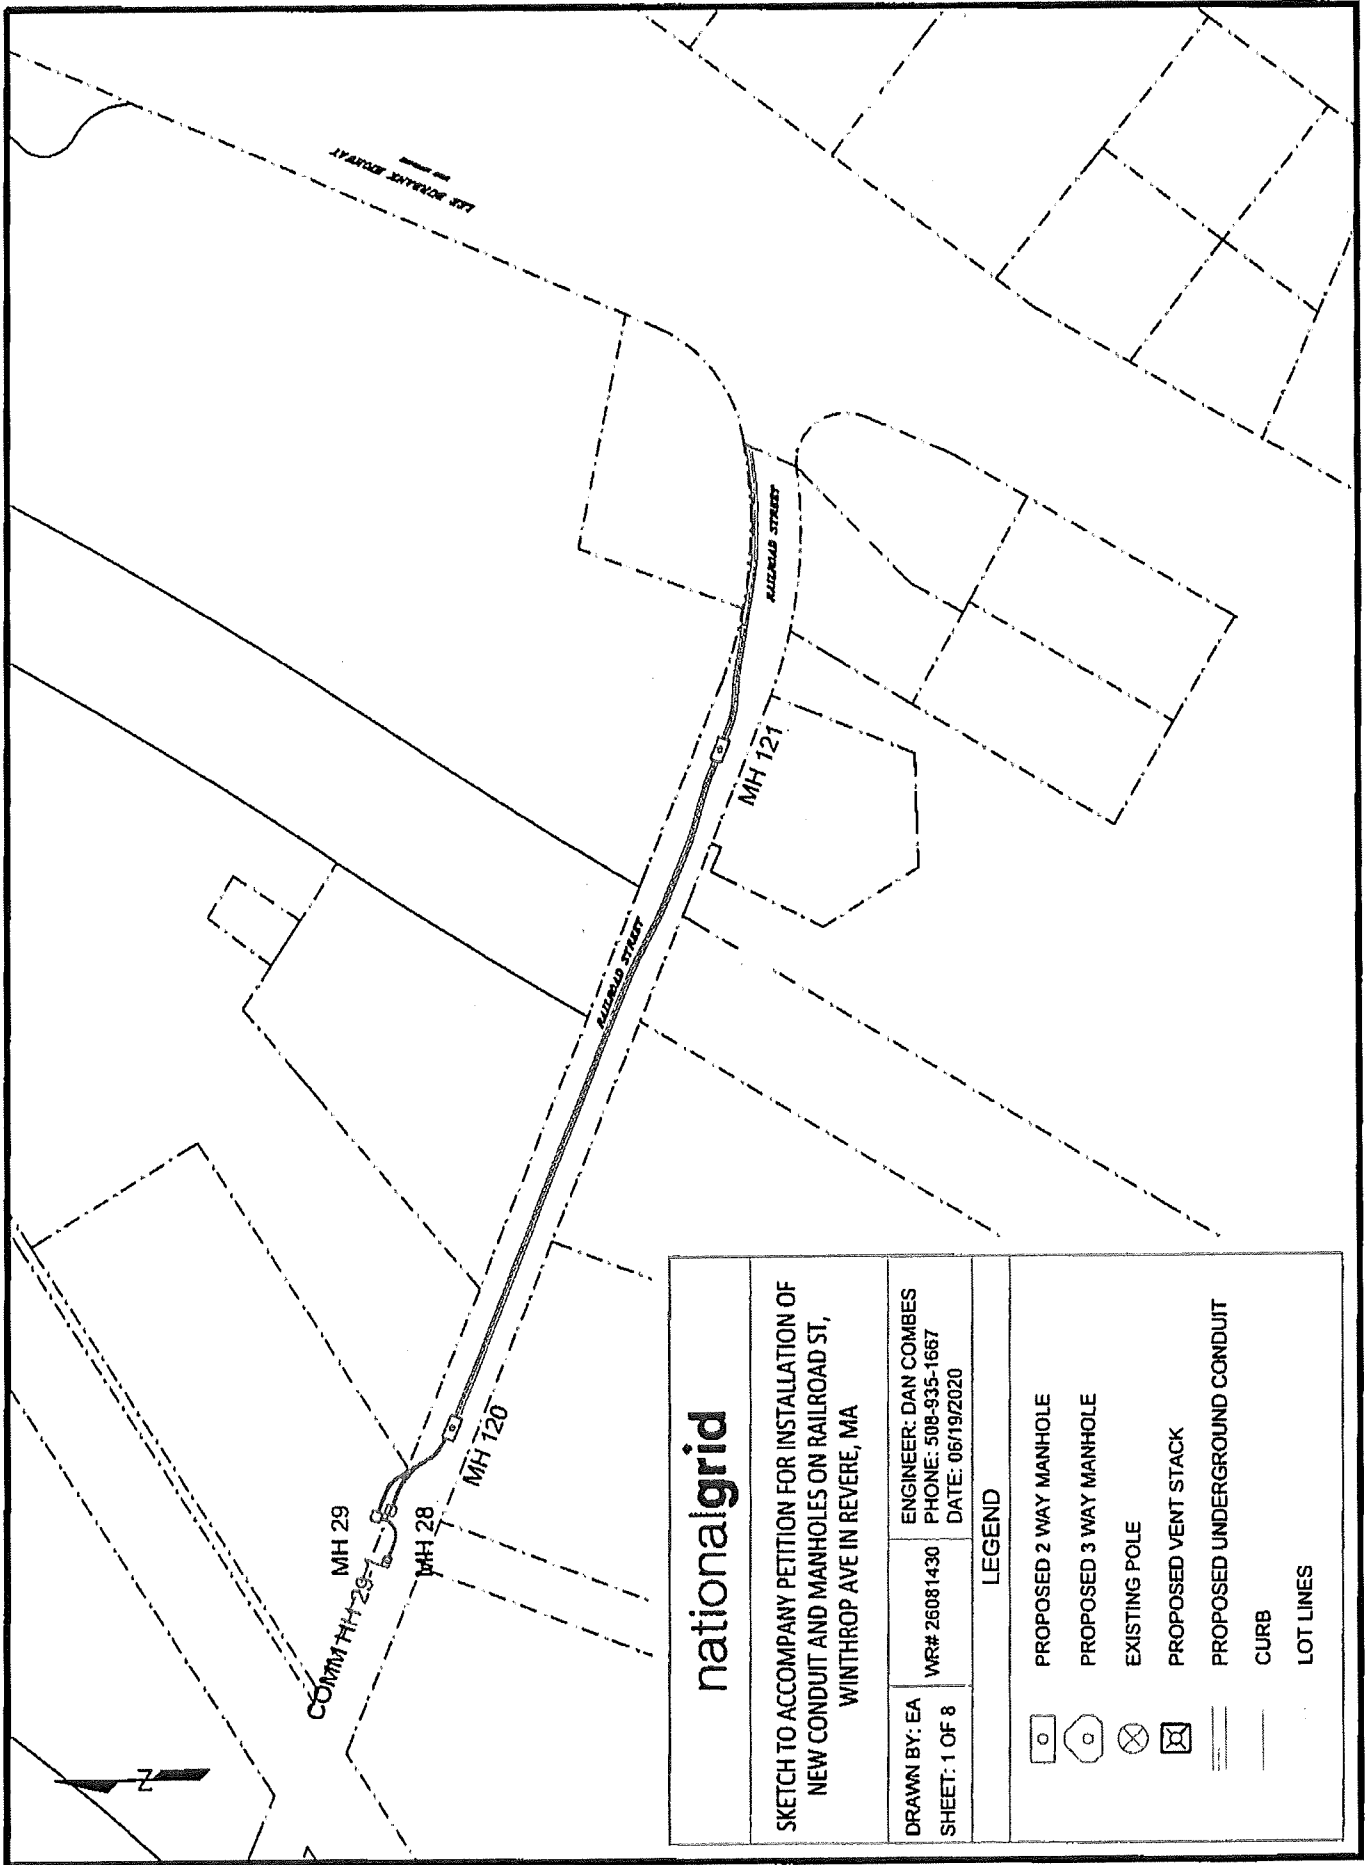 LEE BURBANK HIGHWAY
RAILROAD STREET
MH 121
RAILROAD STREET
MH 120
MH 29
MH 28
COMM HH 29-1
N
nationalgrid
SKETCH TO ACCOMPANY PETITION FOR INSTALLATION OF
NEW CONDUIT AND MANHOLES ON RAILROAD ST,
WINTHROP AVE IN REVERE, MA
DRAWN BY: EA
SHEET: 1 OF 8
WR# 26081430
ENGINEER: DAN COMBES
PHONE: 508-935-1667
DATE: 06/19/2020
LEGEND
PROPOSED 2 WAY MANHOLE
PROPOSED 3 WAY MANHOLE
EXISTING POLE
PROPOSED VENT STACK
PROPOSED UNDERGROUND CONDUIT
CURB
LOT LINES